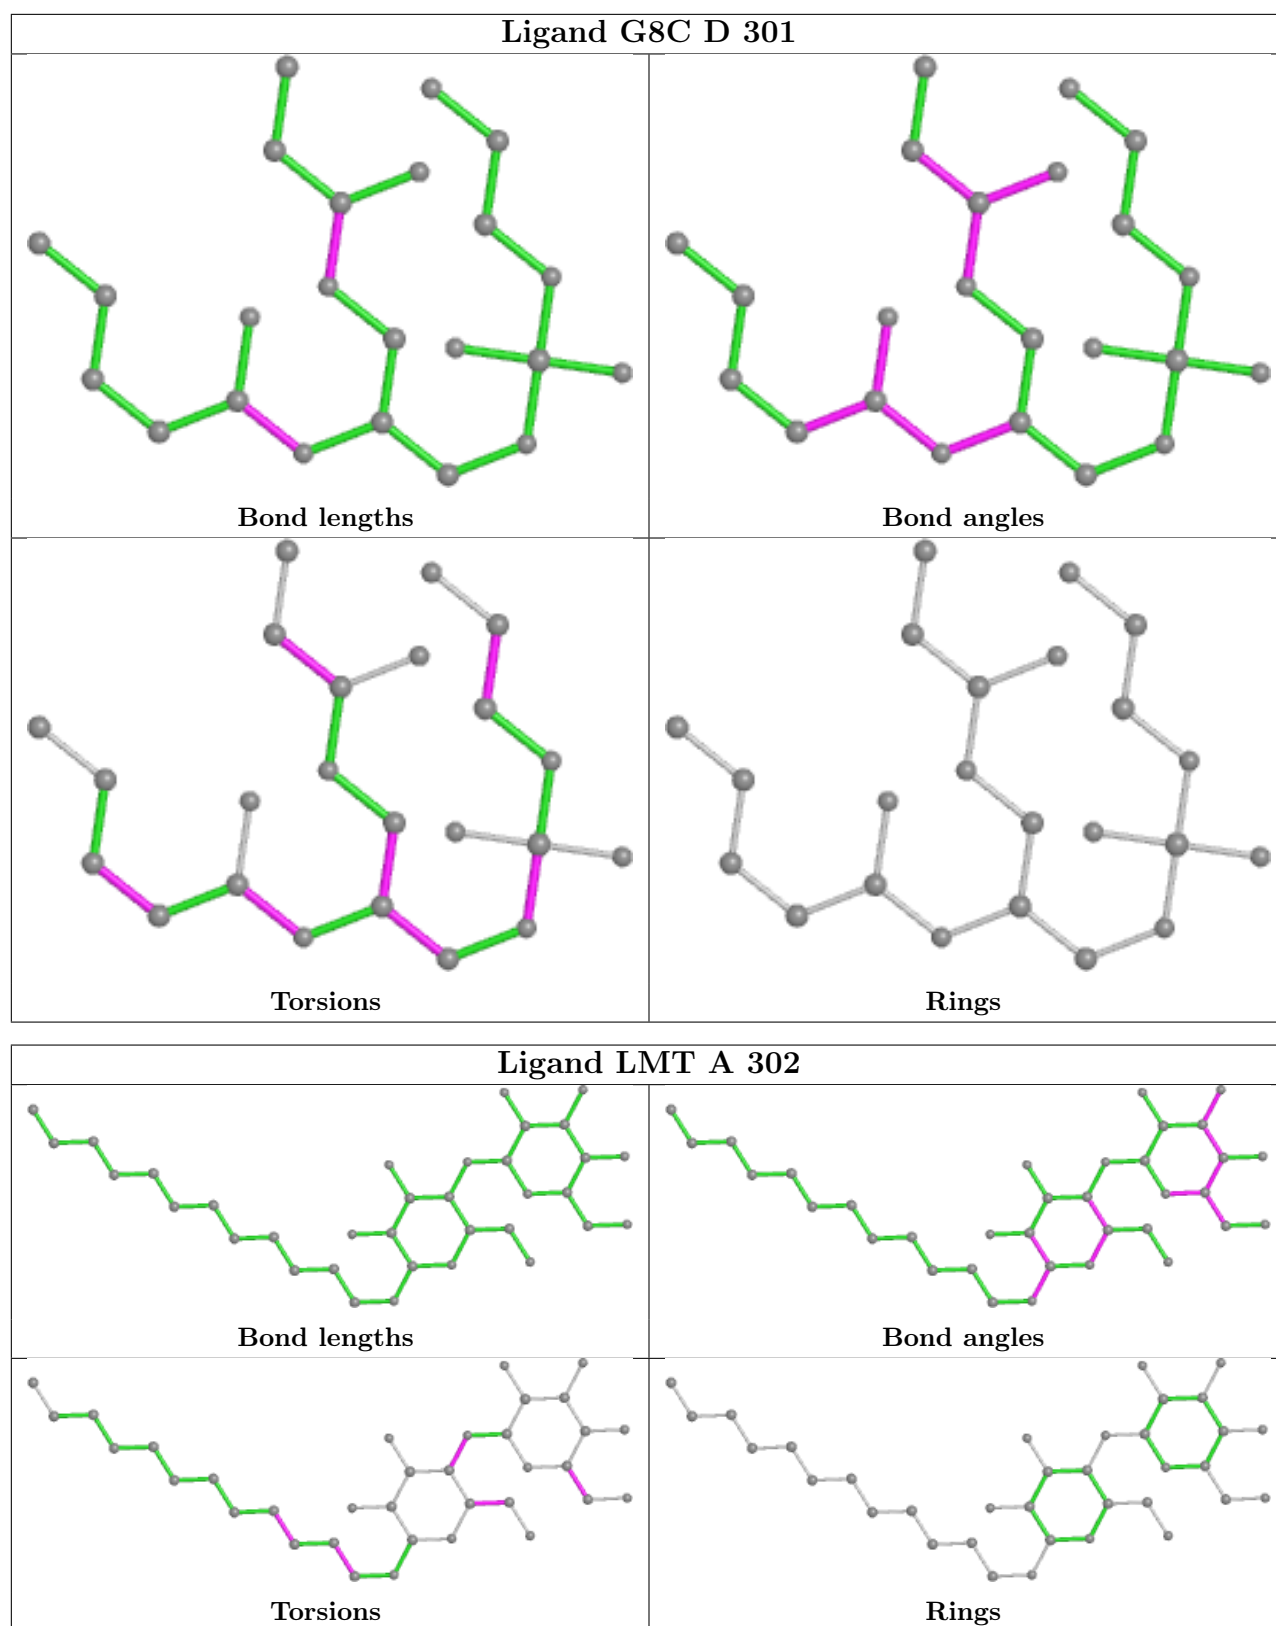 Ligand G8C D 301
Bond lengths
Bond angles
Torsions
Rings
Ligand LMT A 302
Bond lengths
Bond angles
Torsions
Rings